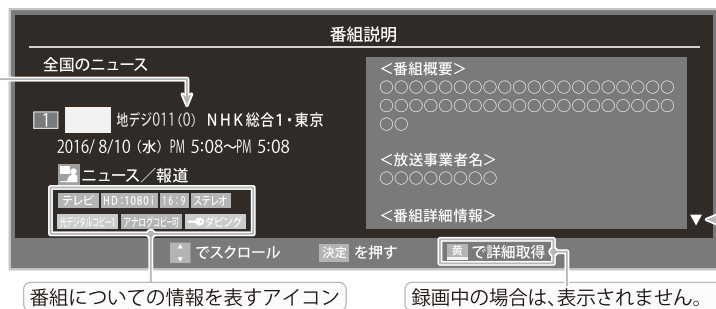 番組説明
全国のニュース
1 地デジ011(0) NHK総合1・東京
2016/ 8/10 (水) PM 5:08～PM 5:08
ニュース／報道
テレビ HD:1080i 16:9 ステレオ
光デジタルコピー1 アナログコピー可 ダビング
＜番組概要＞
○○○○○○○○○○○○○○○○○○○○
○○○○○○○○○○○○○○○○○○○○
○○
＜放送事業者名＞
○○○○○○○○
＜番組詳細情報＞
でスクロール 決定 を押す 黄 で詳細取得
番組についての情報を表すアイコン
録画中の場合は、表示されません。